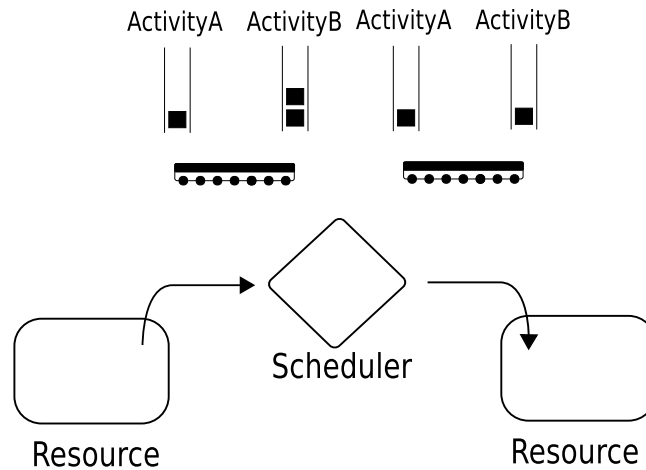 ActivityA
ActivityB
ActivityA
ActivityB
Scheduler
Resource
Resource